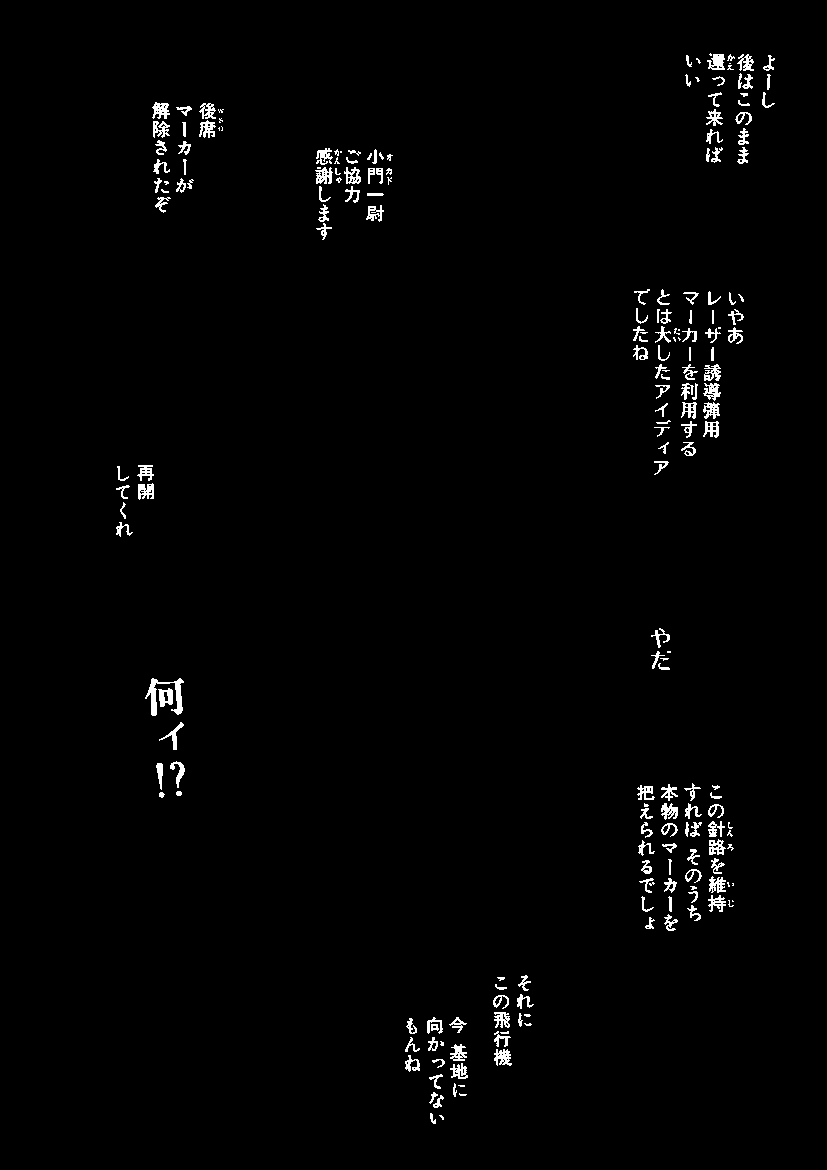 よーし
後はこのまま
還って来れば
いい
小門一尉
ご協力
感謝します
後席
マーカーが
解除されたぞ
いやあ
レーザー誘導弾用
マーカーを利用する
とは大したアイディア
でしたね
再開
してくれ
やだ
何ィ!?
この針路を維持
すれば そのうち
本物のマーカーを
把えられるでしょ
それに
この飛行機
今 基地に
向かってない
もんね